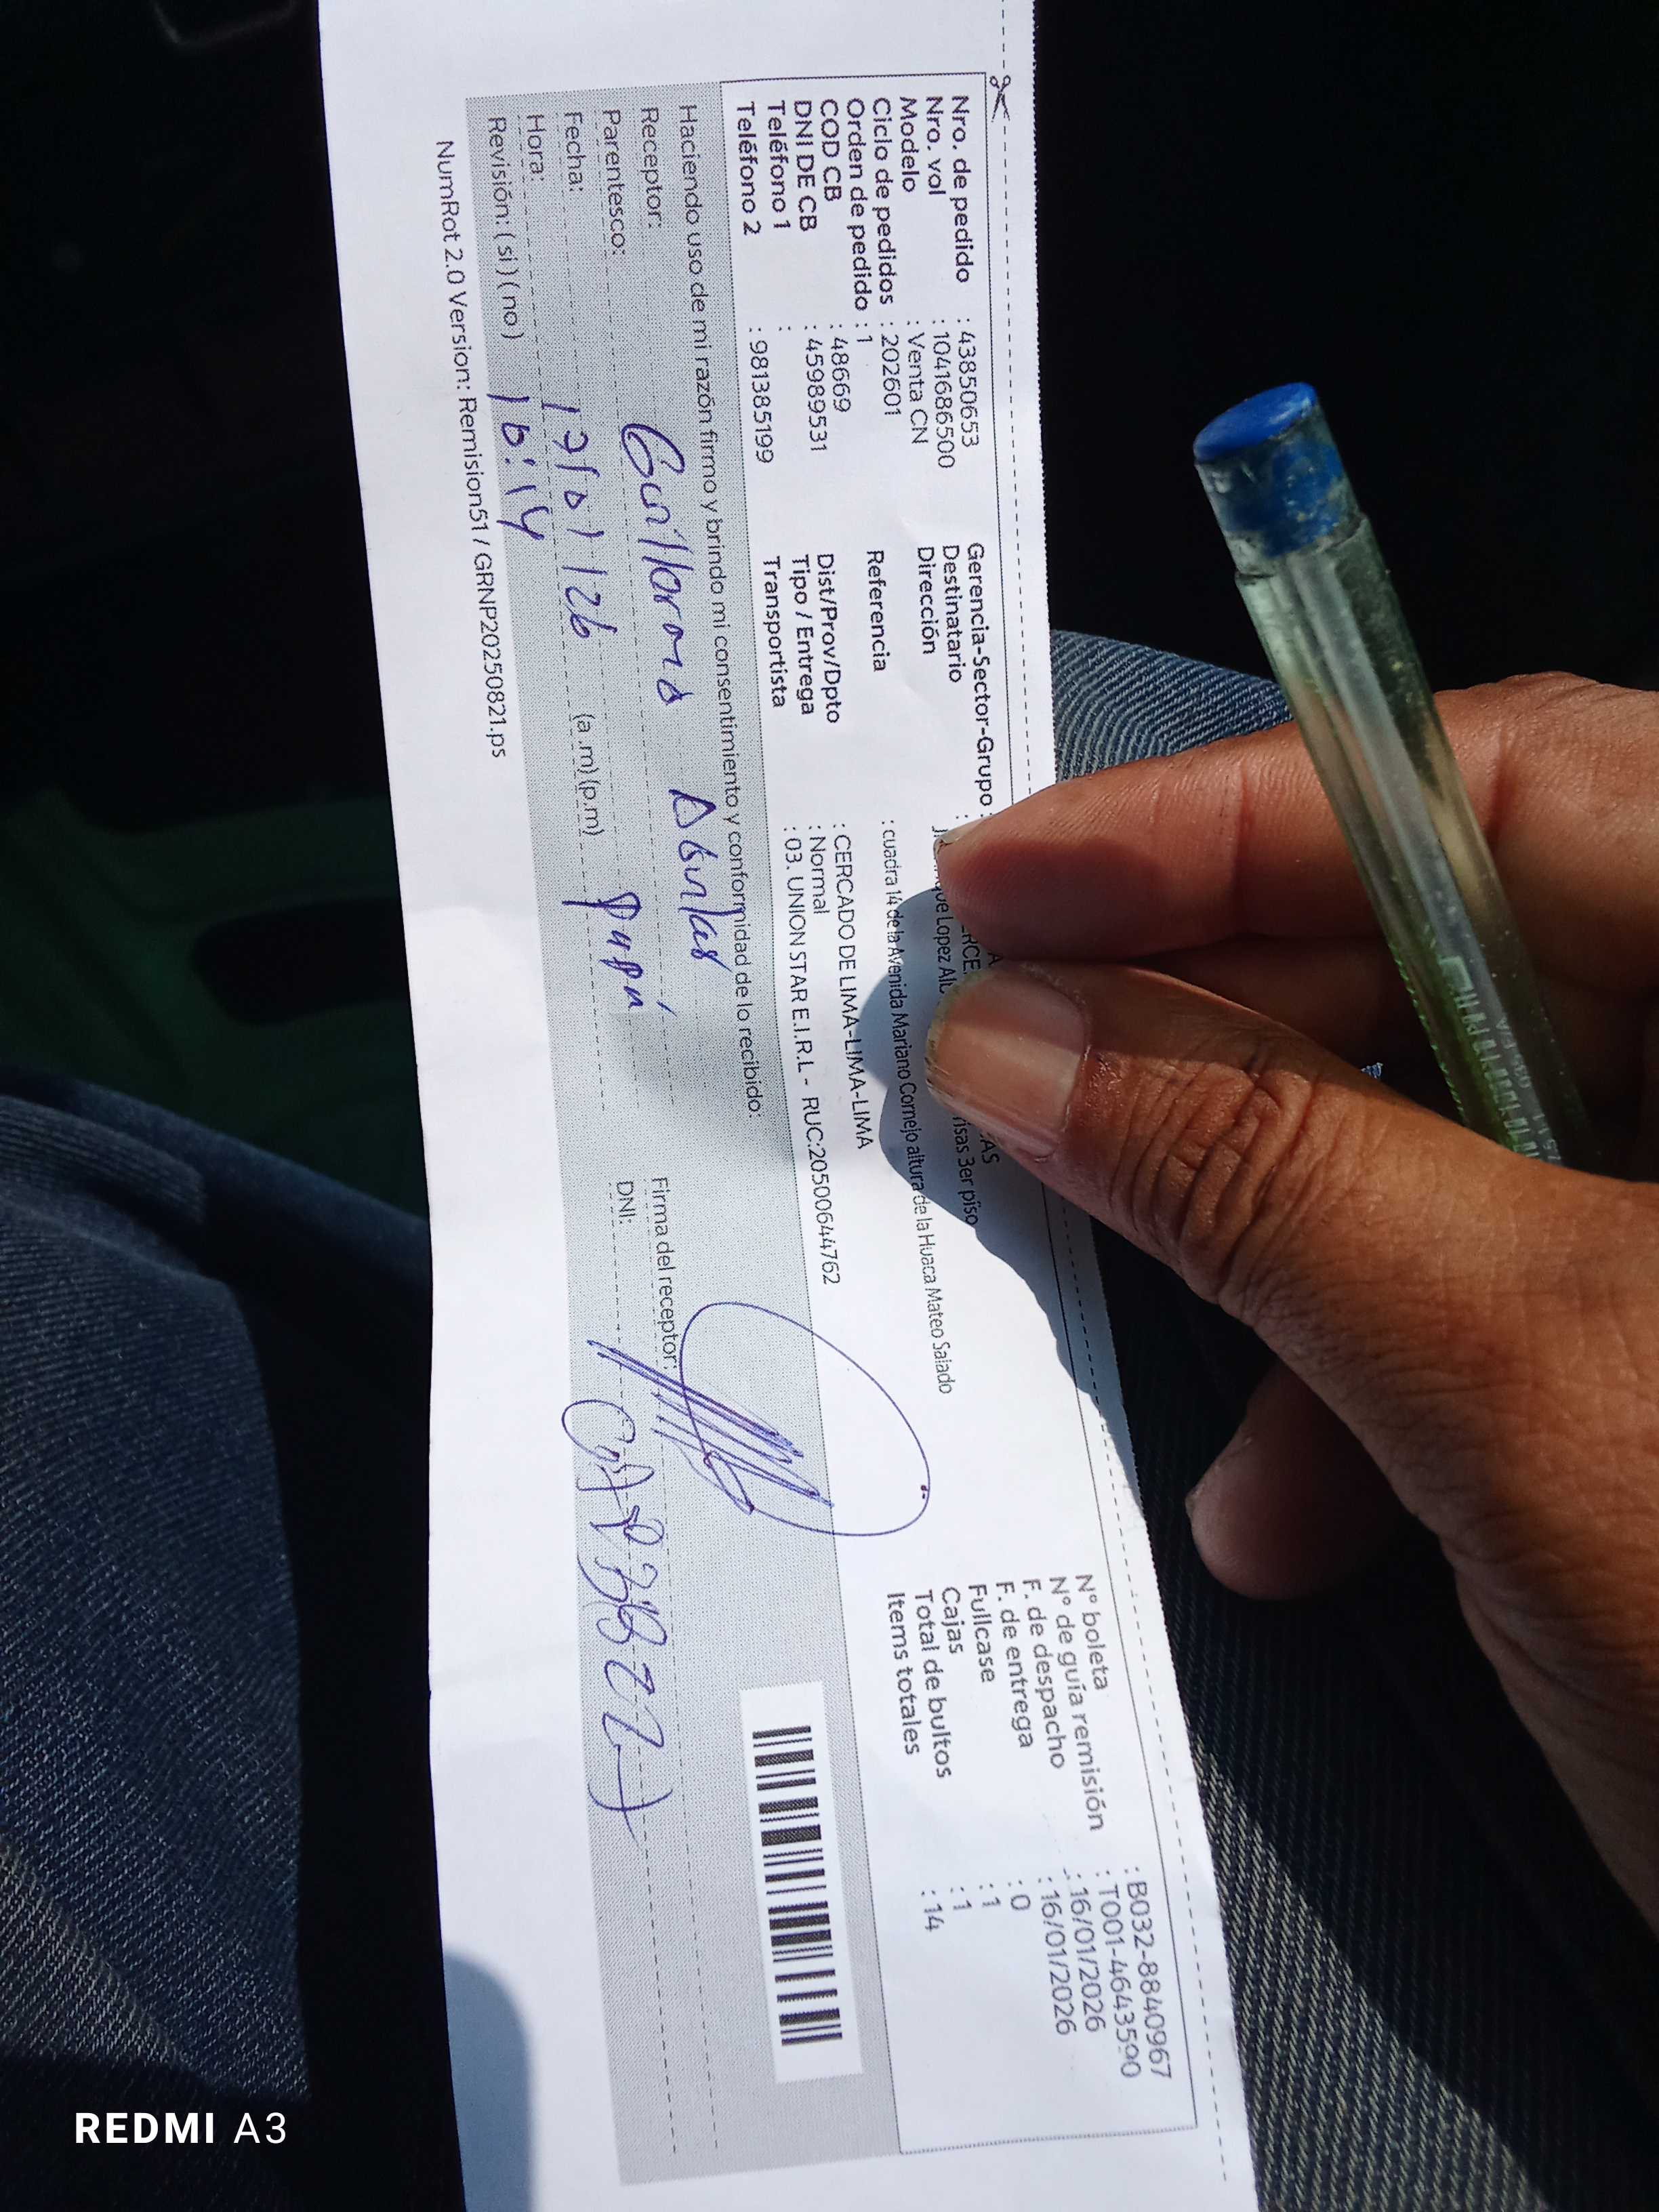 Nro. de pedido : 43850653
Nro. vol : 1041686500
Modelo : Venta CN
Ciclo de pedidos : 202601
Orden de pedido : 1
COD CB : 48669
DNI DE CB : 45989531
Teléfono 1 :
Teléfono 2 : 981385199
Gerencia-Sector-Grupo :
Destinatario :
Dirección Lopez 3er piso
Referencia : cuadra 14 de la Avenida Mariano Cornejo altura de la Huaca Mateo Salado
Dist/Prov/Dpto : CERCADO DE LIMA-LIMA-LIMA
Tipo / Entrega : Normal
Transportista : 03. UNION STAR E.I.R.L - RUC:20500644762
N° boleta : B032-8840967
N° de guía remisión : T001-4643590
F. de despacho : 16/01/2026
F. de entrega : 16/01/2026
Fullcase : 0
Cajas : 1
Total de bultos : 1
Items totales : 14
Haciendo uso de mi razón firmo y brindo mi consentimiento y conformidad de lo recibido:
Receptor: Guillermo
Parentesco: Papá
Fecha: 17/01/26
Hora: 10:14 (a.m) (p.m)
Revisión: ( si ) ( no )
Firma del receptor:
DNI:
NumRot 2.0 Version: Remision51 / GRNP20250821.ps
REDMI A3